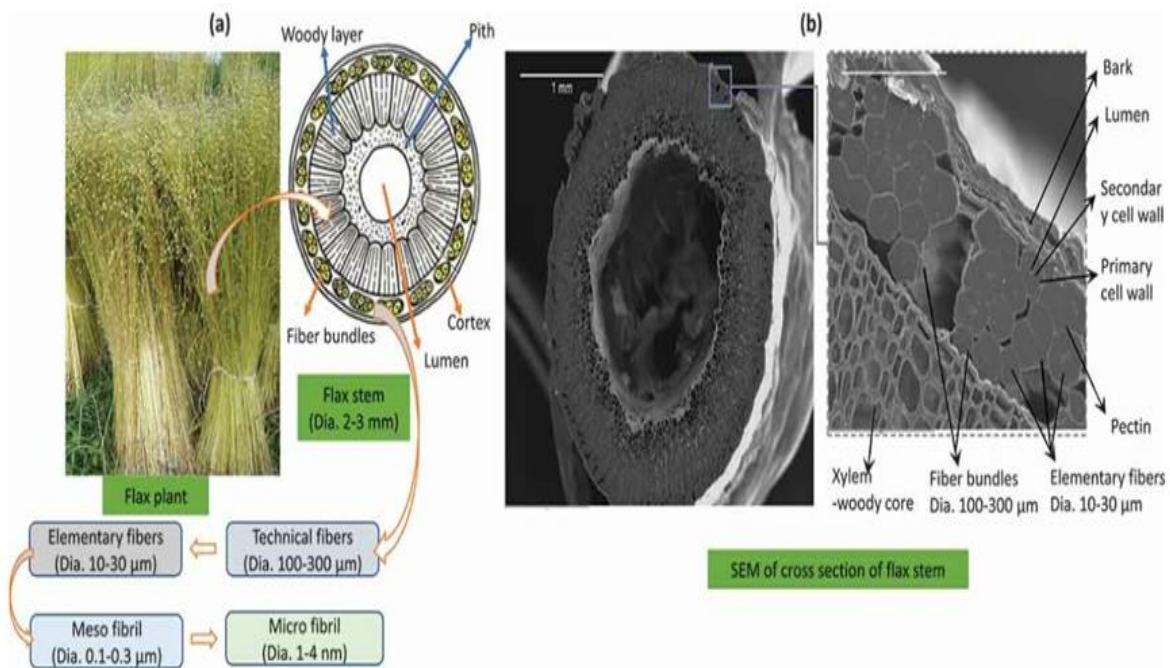 (a)
Woody layer
Pith
Fiber bundles
Cortex
Lumen
Flax stem
(Dia. 2-3 mm)
Flax plant
Elementary fibers
(Dia. 10-30 µm)
Technical fibers
(Dia. 100-300 µm)
Meso fibril
(Dia. 0.1-0.3 µm)
Micro fibril
(Dia. 1-4 nm)
(b)
1 mm
Bark
Lumen
Secondar
y cell wall
Primary
cell wall
Pectin
Xylem
-woody core
Fiber bundles
Dia. 100-300 µm
Elementary fibers
Dia. 10-30 µm
SEM of cross section of flax stem